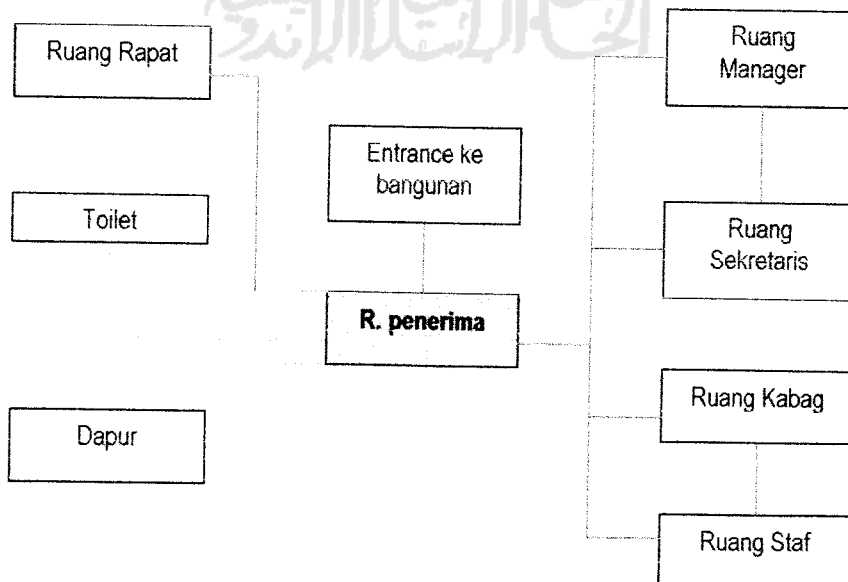 Ruang Rapat
Ruang
Manager
Entrance ke
bangunan
Toilet
Ruang
Sekretaris
R. penerima
Ruang Kabag
Dapur
Ruang Staf